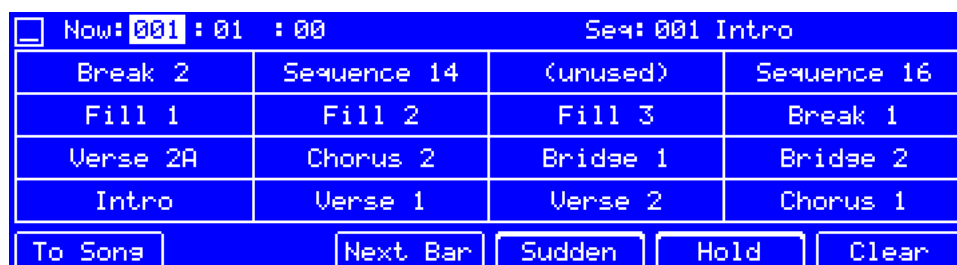 Now:001:01 :00 Seq:001 Intro
Break 2 Sequence 14 (unused) Sequence 16
Fill 1 Fill 2 Fill 3 Break 1
Verse 2A Chorus 2 Bridge 1 Bridge 2
Intro Verse 1 Verse 2 Chorus 1
To Song Next Bar Sudden Hold Clear